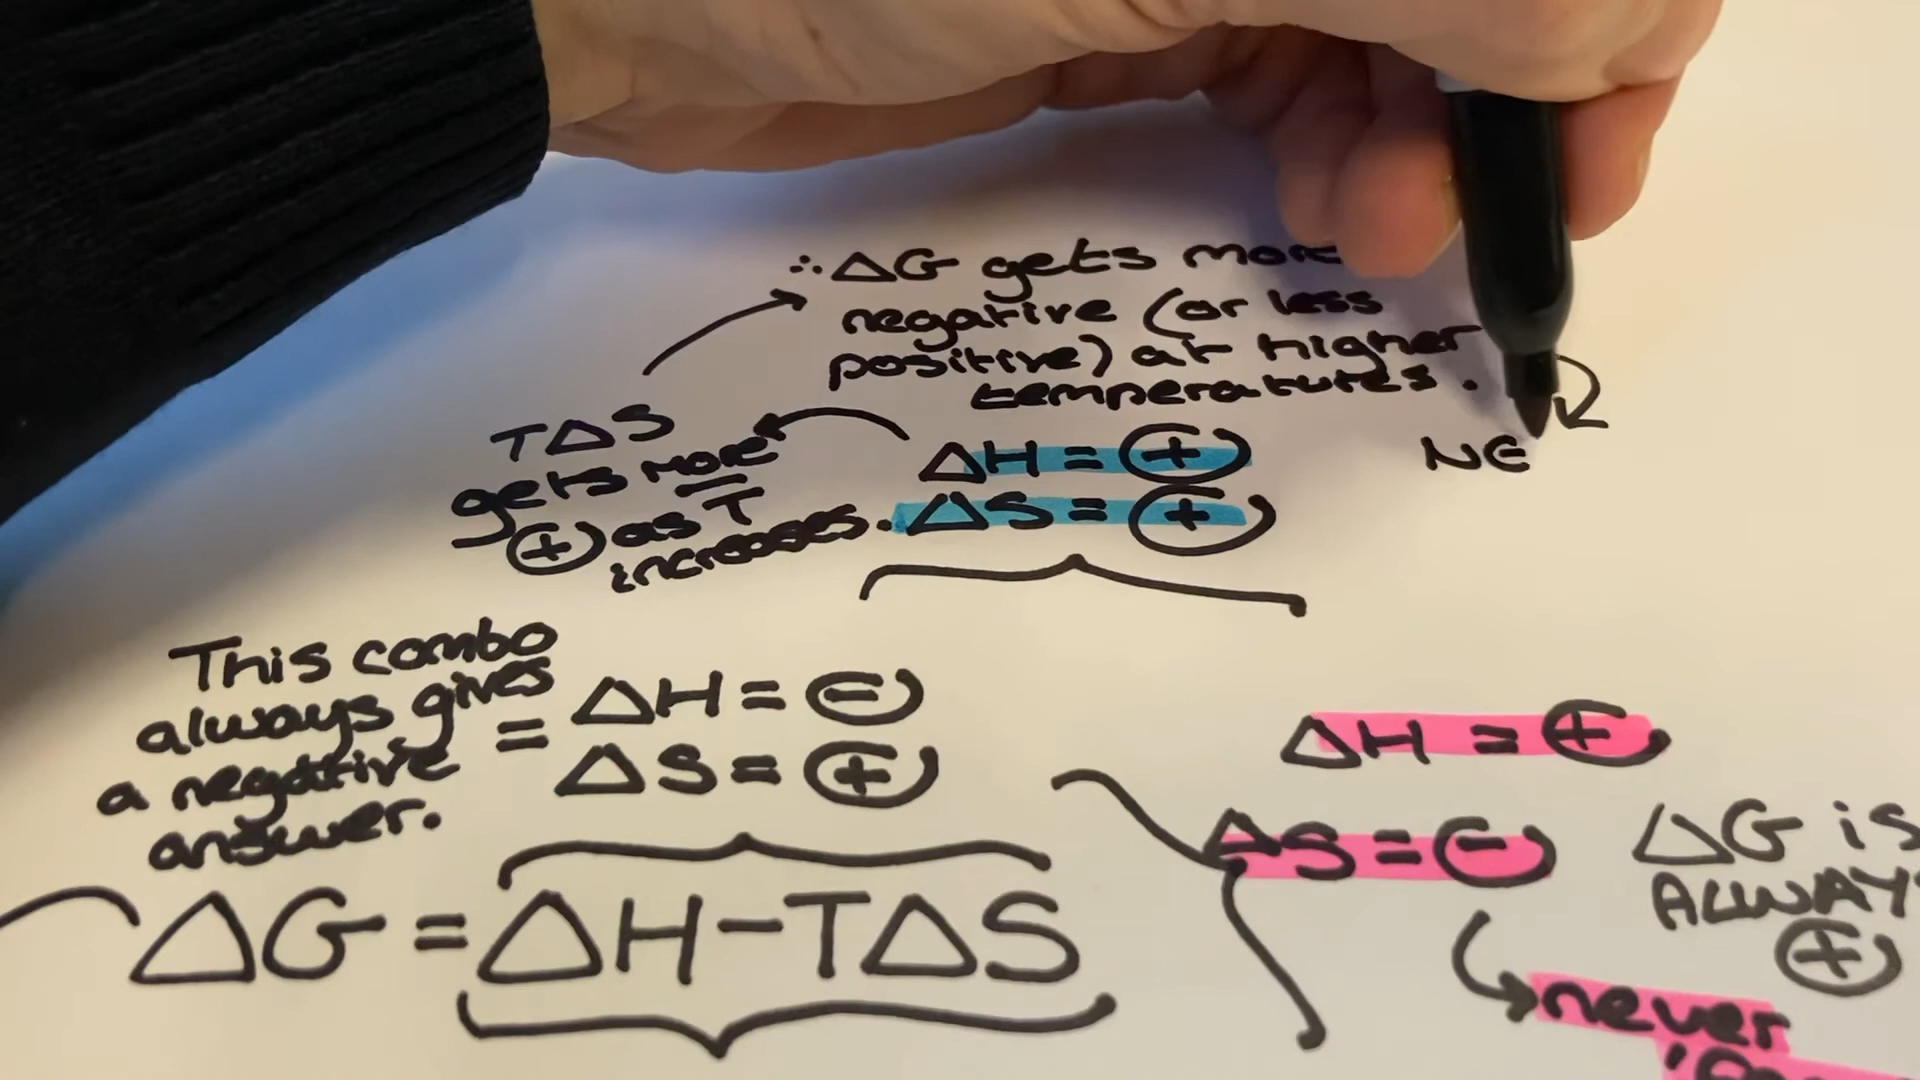 ∴ ΔG gets more
negative (or less
positive) at higher
temperatures.
TΔS
gets more
(+) as T
increases.
ΔH = (+)
ΔS = (+)
NE
This combo
always gives
a negative
answer.
= ΔH = (-)
ΔS = (+)
ΔH = (+)
ΔS = (-)
ΔG is
ALWAYS
(+)
never
ΔG = ΔH - TΔS